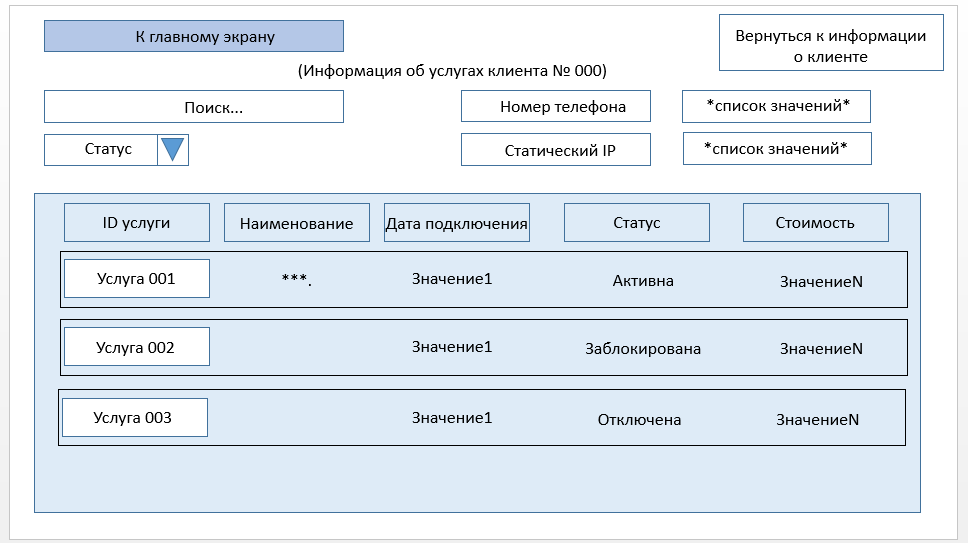 К главному экрану
Вернуться к информации
о клиенте
(Информация об услугах клиента № 000)
Поиск...
Номер телефона
*список значений*
Статус
Статический IP
*список значений*
ID услуги
Наименование
Дата подключения
Статус
Стоимость
Услуга 001
***.
Значение1
Активна
ЗначениеN
Услуга 002
Значение1
Заблокирована
ЗначениеN
Услуга 003
Значение1
Отключена
ЗначениеN